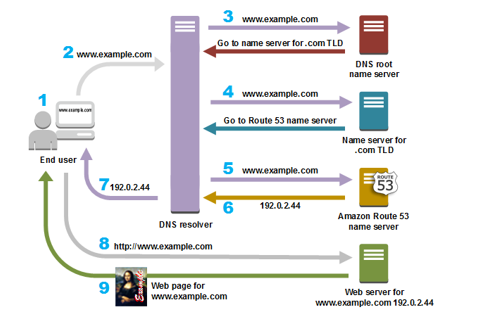 3 www.example.com
Go to name server for .com TLD
DNS root
name server
2 www.example.com
1
www.example.com
End user
4 www.example.com
Go to Route 53 name server
Name server for
.com TLD
5 www.example.com
6 192.0.2.44
ROUTE
53
Amazon Route 53
name server
7 192.0.2.44
DNS resolver
8 http://www.example.com
9 Example
Web page for
www.example.com
Web server for
www.example.com 192.0.2.44